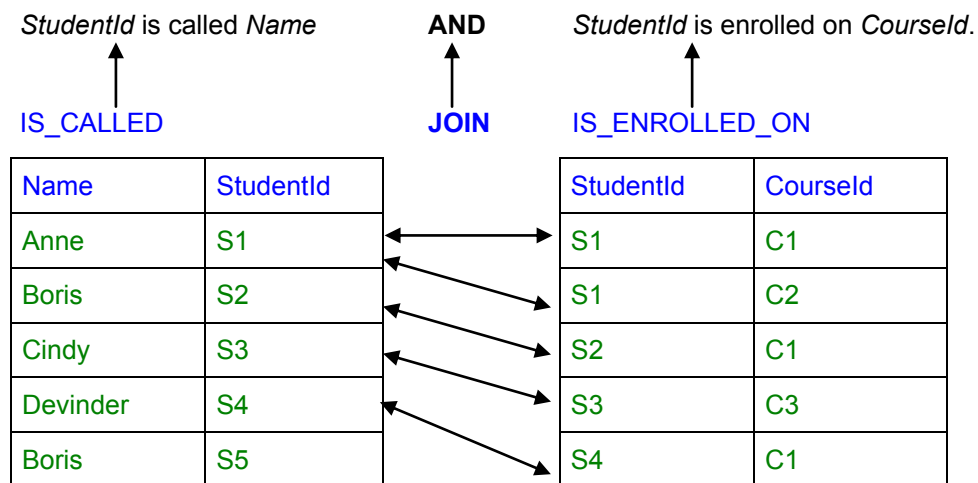 StudentId is called Name AND StudentId is enrolled on CourseId.
IS_CALLED JOIN IS_ENROLLED_ON
Name StudentId StudentId CourseId
Anne S1 S1 C1
Boris S2 S1 C2
Cindy S3 S2 C1
Devinder S4 S3 C3
Boris S5 S4 C1